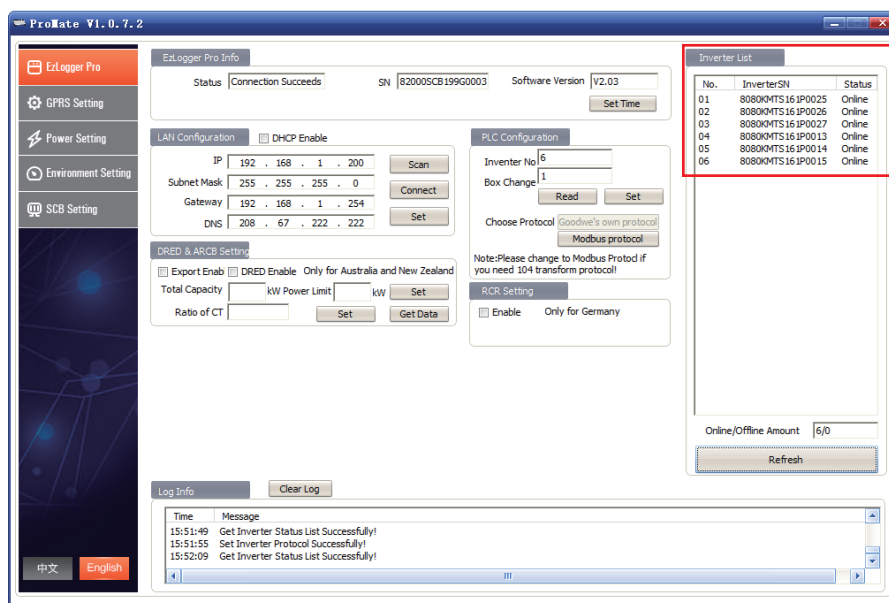 ProMate V1.0.7.2
EzLogger Pro
GPRS Setting
Power Setting
Environment Setting
SCB Setting
中文
English
EzLogger Pro Info
Status Connection Succeeds SN 82000SCB199G0003 Software Version V2.03
Set Time
LAN Configuration DHCP Enable
IP 192 . 168 . 1 . 200 Scan
Subnet Mask 255 . 255 . 255 . 0 Connect
Gateway 192 . 168 . 1 . 254
DNS 208 . 67 . 222 . 222 Set
PLC Configuration
Inventer No 6
Box Change 1
Read Set
Choose Protocol Goodwe's own protocol
Modbus protocol
Note:Please change to Modbus Protocl if
you need 104 transform protocol!
DRED & ARCB Setting
Export Enab DRED Enable Only for Australia and New Zealand
Total Capacity kW Power Limit kW Set
Ratio of CT Set Get Data
RCR Setting
Enable Only for Germany
Inverter List
No. InverterSN Status
01 8080KMTS161P0025 Online
02 8080KMTS161P0026 Online
03 8080KMTS161P0027 Online
04 8080KMTS161P0013 Online
05 8080KMTS161P0014 Online
06 8080KMTS161P0015 Online
Online/Offline Amount 6/0
Refresh
Log Info Clear Log
Time Message
15:51:49 Get Inverter Status List Successfully!
15:51:55 Set Inverter Protocol Successfully!
15:52:09 Get Inverter Status List Successfully!